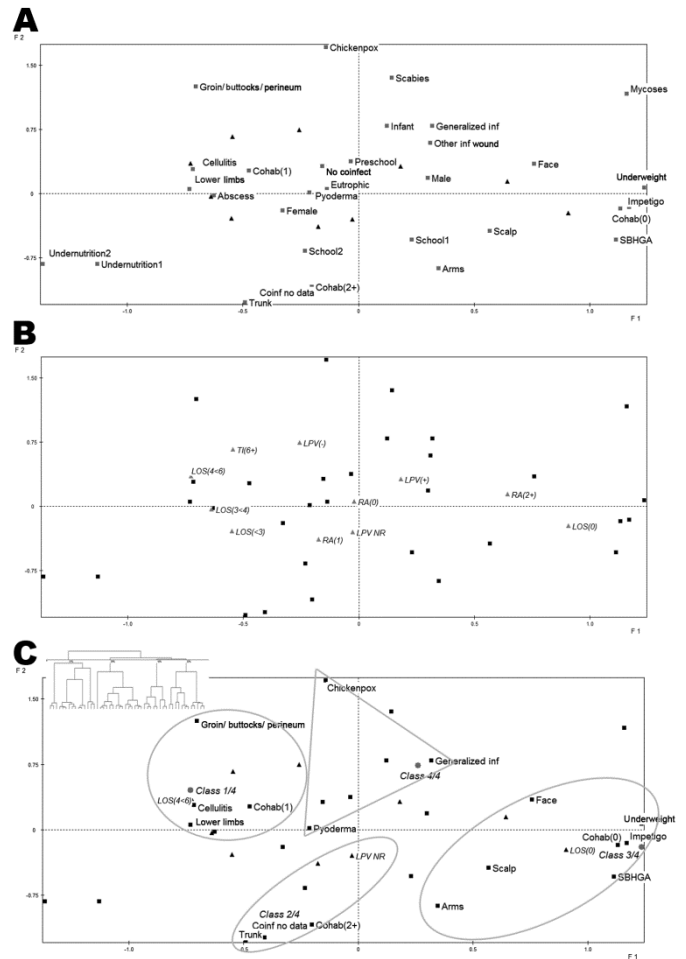 A
F 2
Chickenpox
1.50
Scabies
Groin/ buttocks/ perineum
Mycoses
0.75
Infant
Generalized inf
Other inf wound
Cellulitis
Cohab(1)
Preschool
Face
No coinfect
Lower limbs
Male
Eutrophic
Underweight
0
Abscess
Pyoderma
Impetigo
Female
Cohab(0)
School1
Scalp
SBHGA
School2
Undernutrition2
-0.75
Undernutrition1
Arms
Coinf no data
Cohab(2+)
Trunk
-1.0
-0.5
0
0.5
1.0
F 1
B
F 2
1.50
0.75
TI(6+)
LPV(-)
LOS(4<6)
LPV(+)
RA(2+)
RA(0)
0
LOS(3<4)
LOS(<3)
LPV NR
LOS(0)
RA(1)
-0.75
-1.0
-0.5
0
0.5
1.0
F 1
C
F 2
Chickenpox
1.50
Groin/ buttocks/ perineum
0.75
Generalized inf
Class 4/4
Class 1/4
LOS(4<6)
Cellulitis
Cohab(1)
Face
Lower limbs
Underweight
Pyoderma
0
Cohab(0)
Impetigo
LOS(0)
Class 3/4
LPV NR
Scalp
SBHGA
-0.75
Arms
Class 2/4
Coinf no data
Cohab(2+)
Trunk
-1.0
-0.5
0
0.5
1.0
F 1